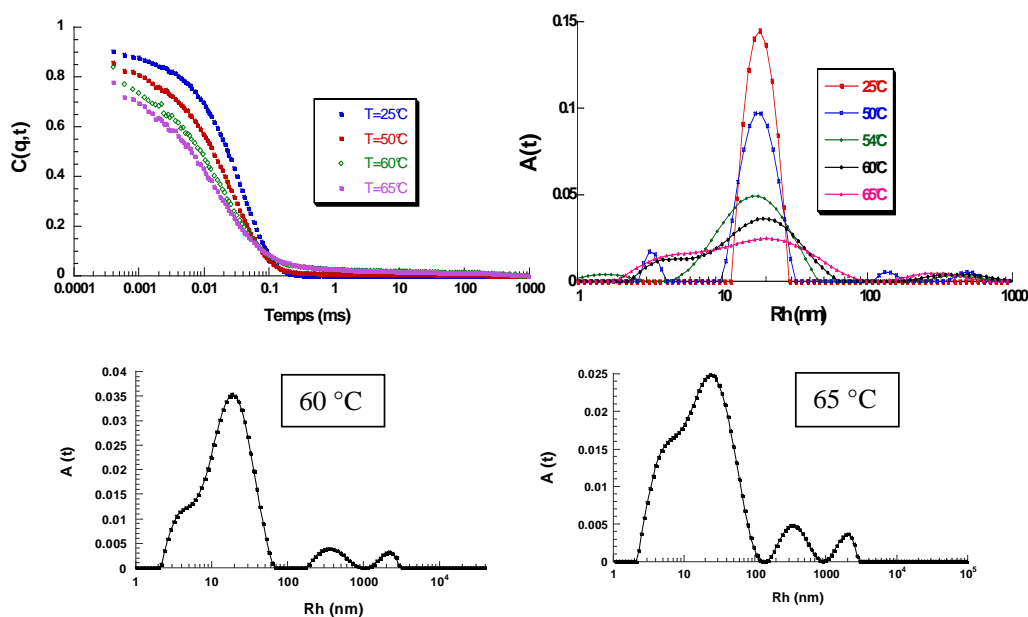 C(q,t)
1
0.8
0.6
0.4
0.2
0
0.0001
0.001
0.01
0.1
1
10
100
1000
Temps (ms)
T=25°C
T=50°C
T=60°C
T=65°C
A(t)
0.15
0.1
0.05
0
1
10
100
1000
Rh (nm)
25°C
50°C
54°C
60°C
65°C
60 °C
A (t)
0.04
0.035
0.03
0.025
0.02
0.015
0.01
0.005
0
1
10
100
1000
10⁴
Rh (nm)
65 °C
A (t)
0.025
0.02
0.015
0.01
0.005
0
1
10
100
1000
10⁴
10⁵
Rh (nm)